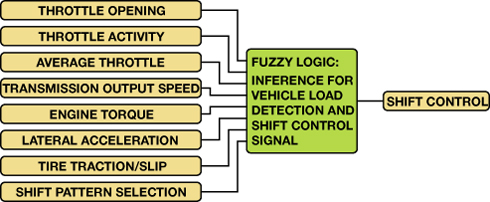 THROTTLE OPENING
THROTTLE ACTIVITY
AVERAGE THROTTLE
TRANSMISSION OUTPUT SPEED
ENGINE TORQUE
LATERAL ACCELERATION
TIRE TRACTION/SLIP
SHIFT PATTERN SELECTION
FUZZY LOGIC:
INFERENCE FOR
VEHICLE LOAD
DETECTION AND
SHIFT CONTROL
SIGNAL
SHIFT CONTROL